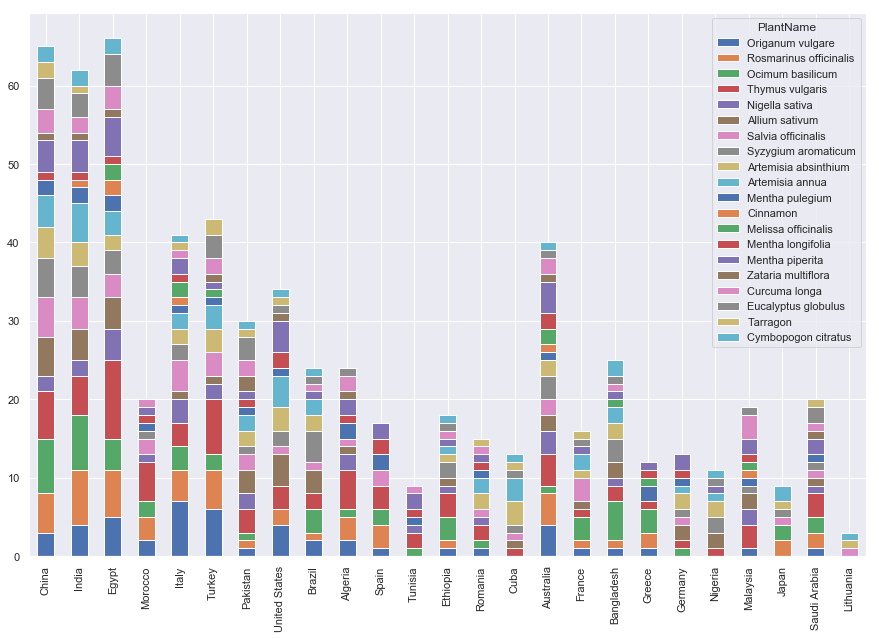 PlantName
Origanum vulgare
Rosmarinus officinalis
Ocimum basilicum
Thymus vulgaris
Nigella sativa
Allium sativum
Salvia officinalis
Syzygium aromaticum
Artemisia absinthium
Artemisia annua
Mentha pulegium
Cinnamon
Melissa officinalis
Mentha longifolia
Mentha piperita
Zataria multiflora
Curcuma longa
Eucalyptus globulus
Tarragon
Cymbopogon citratus
60
50
40
30
20
10
0
China
India
Egypt
Morocco
Italy
Turkey
Pakistan
United States
Brazil
Algeria
Spain
Tunisia
Ethiopia
Romania
Cuba
Australia
France
Bangladesh
Greece
Germany
Nigeria
Malaysia
Japan
Saudi Arabia
Lithuania